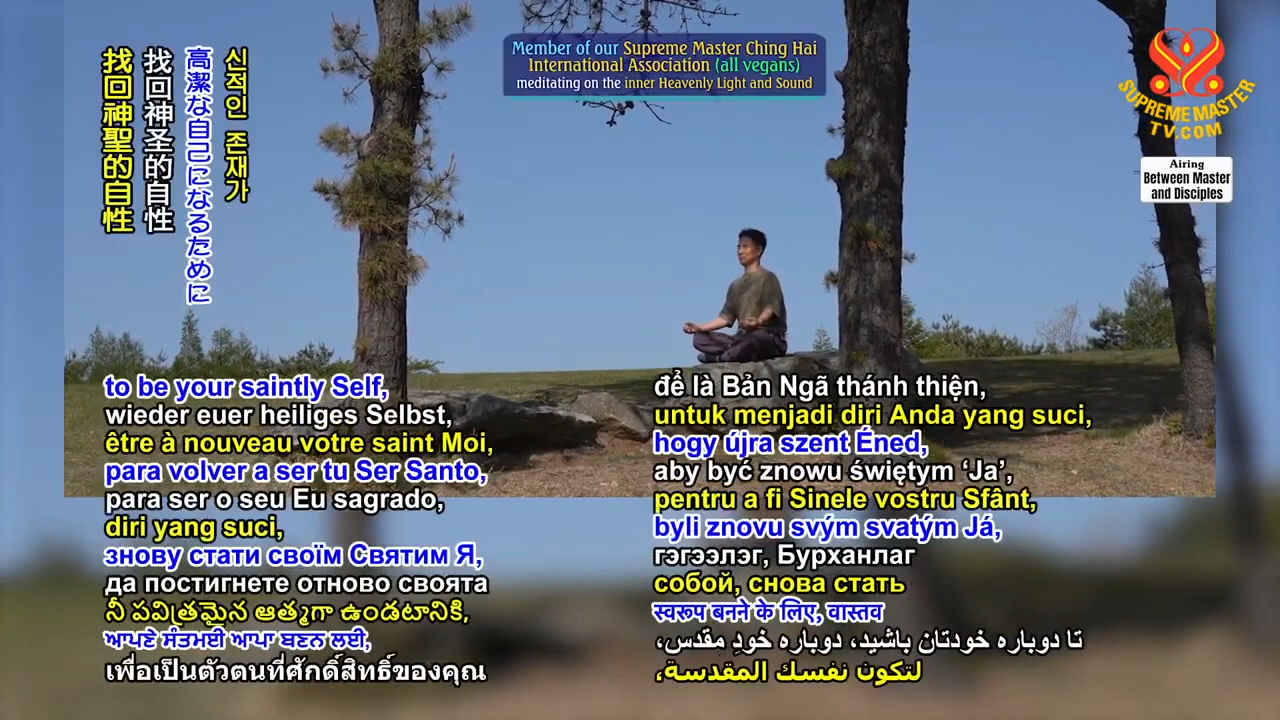 Member of our Supreme Master Ching Hai
International Association (all vegans)
meditating on the inner Heavenly Light and Sound
SUPREME MASTER
TV.COM
Airing
Between Master
and Disciples
신적인 존재가
高潔な自己になるために
找回神圣的自性
找回神聖的自性
to be your saintly Self,
wieder euer heiliges Selbst,
être à nouveau votre saint Moi,
para volver a ser tu Ser Santo,
para ser o seu Eu sagrado,
diri yang suci,
знову стати своїм Святим Я,
да постигнете отново своята
నీ పవిత్రమైన ఆత్మగా ఉండటానికి,
ਆਪਣੇ ਸੰਤਮਈ ਆਪਾ ਬਣਨ ਲਈ,
เพื่อเป็นตัวตนที่ศักดิ์สิทธิ์ของคุณ
để là Bản Ngã thánh thiện,
untuk menjadi diri Anda yang suci,
hogy újra szent Éned,
aby być znowu świętym ‘Ja’,
pentru a fi Sinele vostru Sfânt,
byli znovu svým svatým Já,
гэгээлэг, Бурханлаг
собой, снова стать
स्वरूप बनने के लिए, वास्तव
تا دوباره خودتان باشید، دوباره خودِ مقدس،
لتكون نفسك المقدسة،